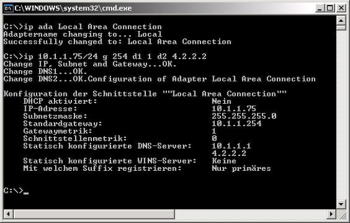 C:\WINDOWS\system32\cmd.exe
C:\>ip ada Local Area Connection
Adaptername changing to... Local
Successfully changed to: Local Area Connection
C:\>ip 10.1.1.75/24 g 254 di 1 d2 4.2.2.2
Change IP, Subnet and Gateway...OK.
Change DNS1...OK.
Change DNS2...OK.Configuration of Adapter Local Area Connection
Konfiguration der Schnittstelle ""Local Area Connection"
DHCP aktiviert: Nein
IP-Adresse: 10.1.1.75
Subnetzmaske: 255.255.255.0
Standardgateway: 10.1.1.254
Gatewaymetrik: 1
Schnittstellenmetrik: 0
Statisch konfigurierte DNS-Server: 10.1.1.1
4.2.2.2
Statisch konfigurierte WINS-Server: Keine
Mit welchem Suffix registrieren: Nur primäres
C:\>_